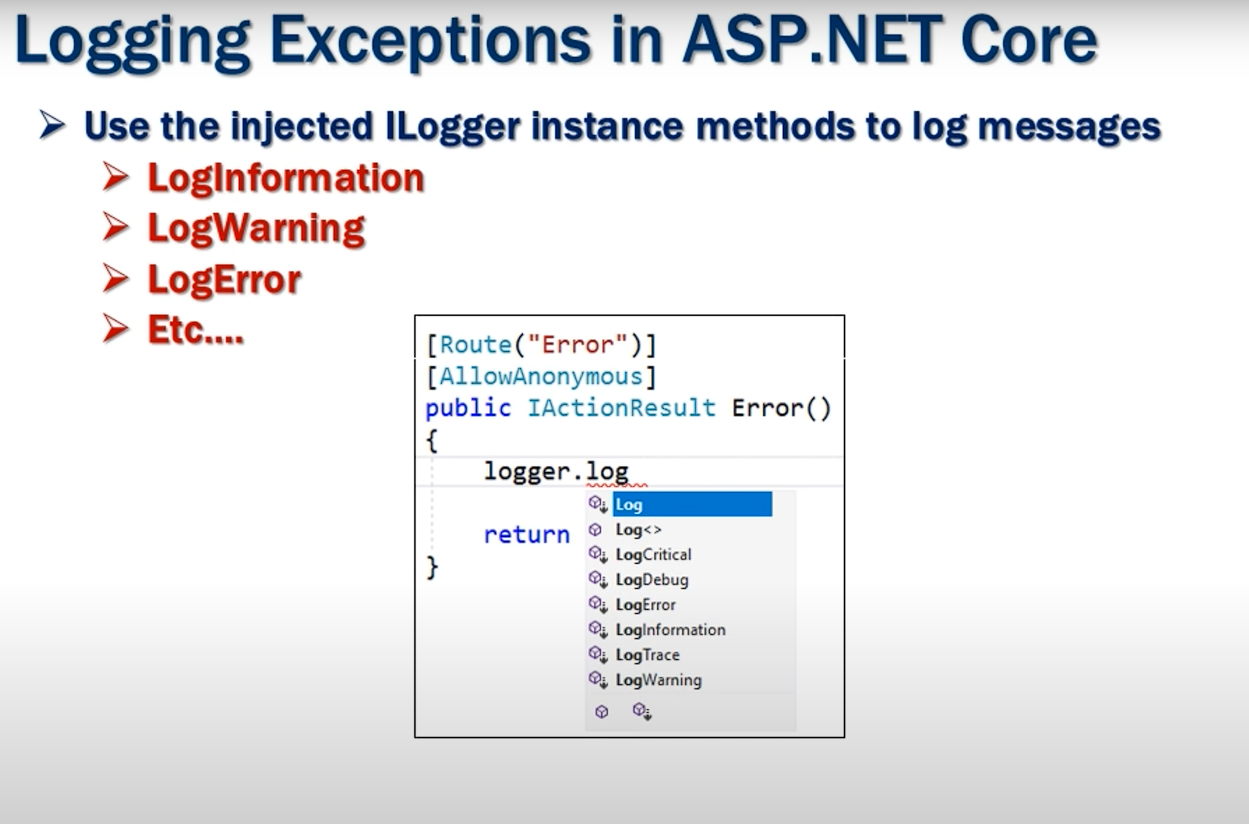 Logging Exceptions in ASP.NET Core
Use the injected ILogger instance methods to log messages
LogInformation
LogWarning
LogError
Etc....
[Route("Error")]
[AllowAnonymous]
public IActionResult Error()
{
logger.log
Log
Log<>
return
LogCritical
}
LogDebug
LogError
LogInformation
LogTrace
LogWarning